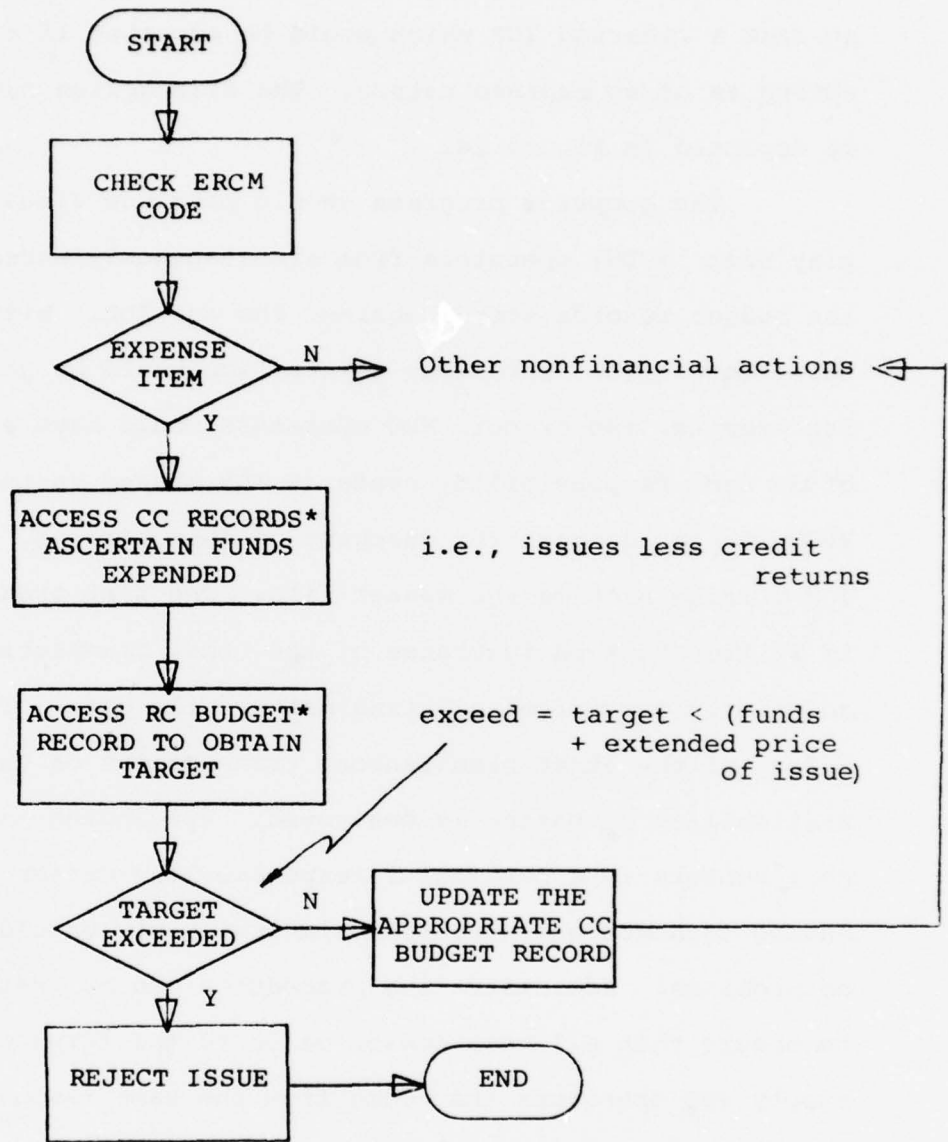 START
CHECK ERCM
CODE
EXPENSE
ITEM
N
Other nonfinancial actions
Y
ACCESS CC RECORDS*
ASCERTAIN FUNDS
EXPENDED
i.e., issues less credit
returns
ACCESS RC BUDGET*
RECORD TO OBTAIN
TARGET
exceed = target < (funds
+ extended price
of issue)
TARGET
EXCEEDED
N
UPDATE THE
APPROPRIATE CC
BUDGET RECORD
Y
REJECT ISSUE
END